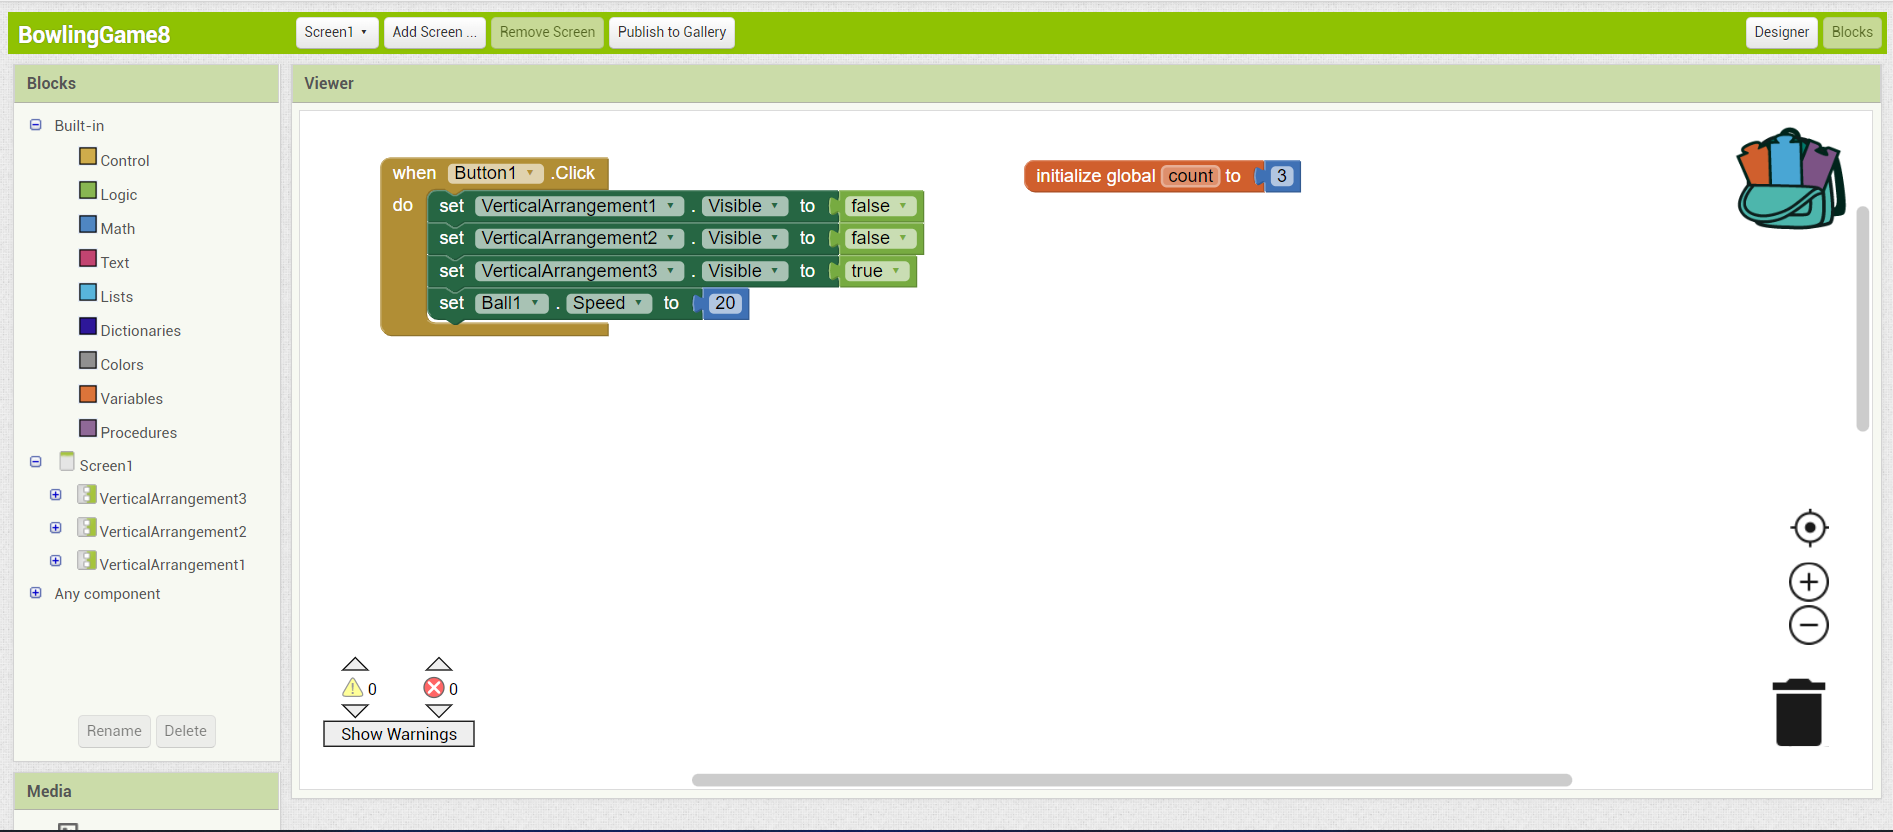 BowlingGame8
Screen1
Add Screen ...
Remove Screen
Publish to Gallery
Designer
Blocks
Blocks
Built-in
Control
Logic
Math
Text
Lists
Dictionaries
Colors
Variables
Procedures
Screen1
VerticalArrangement3
VerticalArrangement2
VerticalArrangement1
Any component
Rename
Delete
Media
Viewer
when Button1 .Click
do set VerticalArrangement1 . Visible to false
set VerticalArrangement2 . Visible to false
set VerticalArrangement3 . Visible to true
set Ball1 . Speed to 20
initialize global count to 3
0
0
Show Warnings